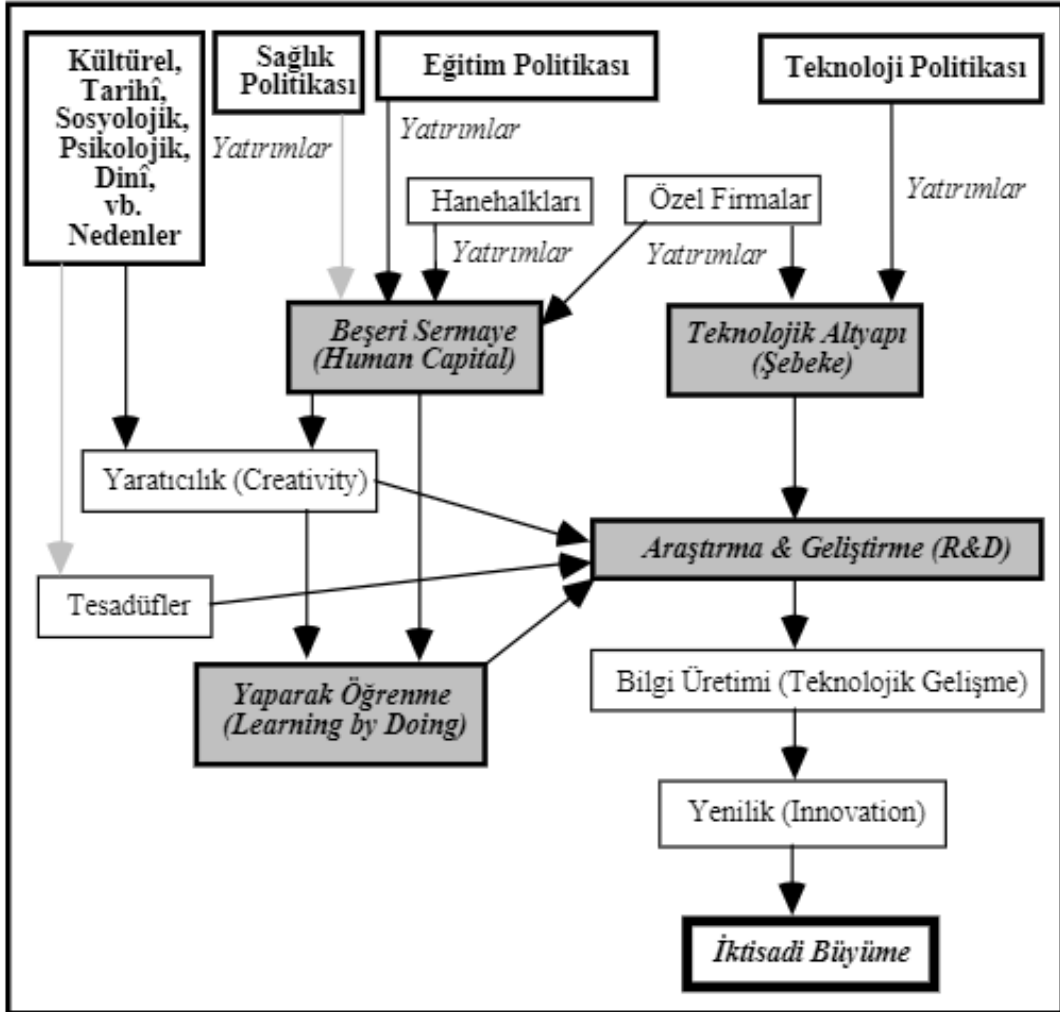 Kültürel,
Tarihî,
Sosyolojik,
Psikolojik,
Dinî,
vb.
Nedenler
Sağlık
Politikası
Eğitim Politikası
Teknoloji Politikası
Yatırımlar
Yatırımlar
Yatırımlar
Hanehalkları
Özel Firmalar
Yatırımlar
Yatırımlar
Beşeri Sermaye
(Human Capital)
Teknolojik Altyapı
(Şebeke)
Yaratıcılık (Creativity)
Araştırma & Geliştirme (R&D)
Tesadüfler
Yaparak Öğrenme
(Learning by Doing)
Bilgi Üretimi (Teknolojik Gelişme)
Yenilik (Innovation)
İktisadi Büyüme